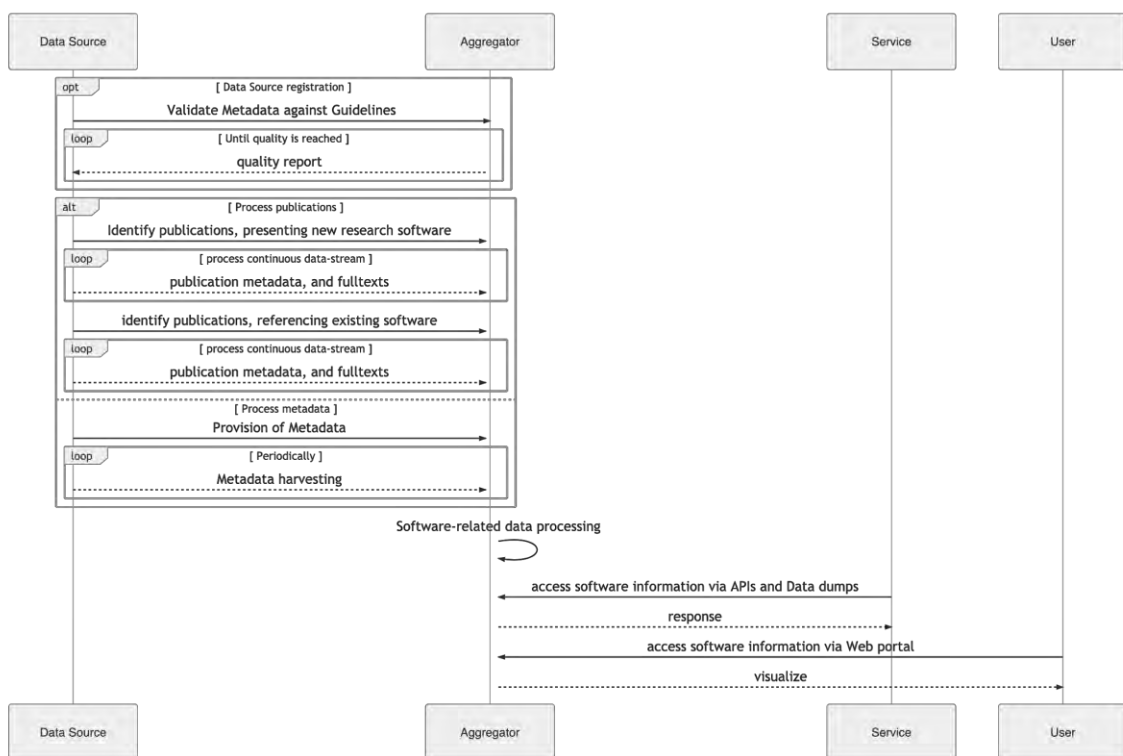 Data Source
Aggregator
Service
User
opt
[ Data Source registration ]
Validate Metadata against Guidelines
loop
[ Until quality is reached ]
quality report
alt
[ Process publications ]
Identify publications, presenting new research software
loop
[ process continuous data-stream ]
publication metadata, and fulltexts
identify publications, referencing existing software
loop
[ process continuous data-stream ]
publication metadata, and fulltexts
[ Process metadata ]
Provision of Metadata
loop
[ Periodically ]
Metadata harvesting
Software-related data processing
access software information via APIs and Data dumps
response
access software information via Web portal
visualize
Data Source
Aggregator
Service
User